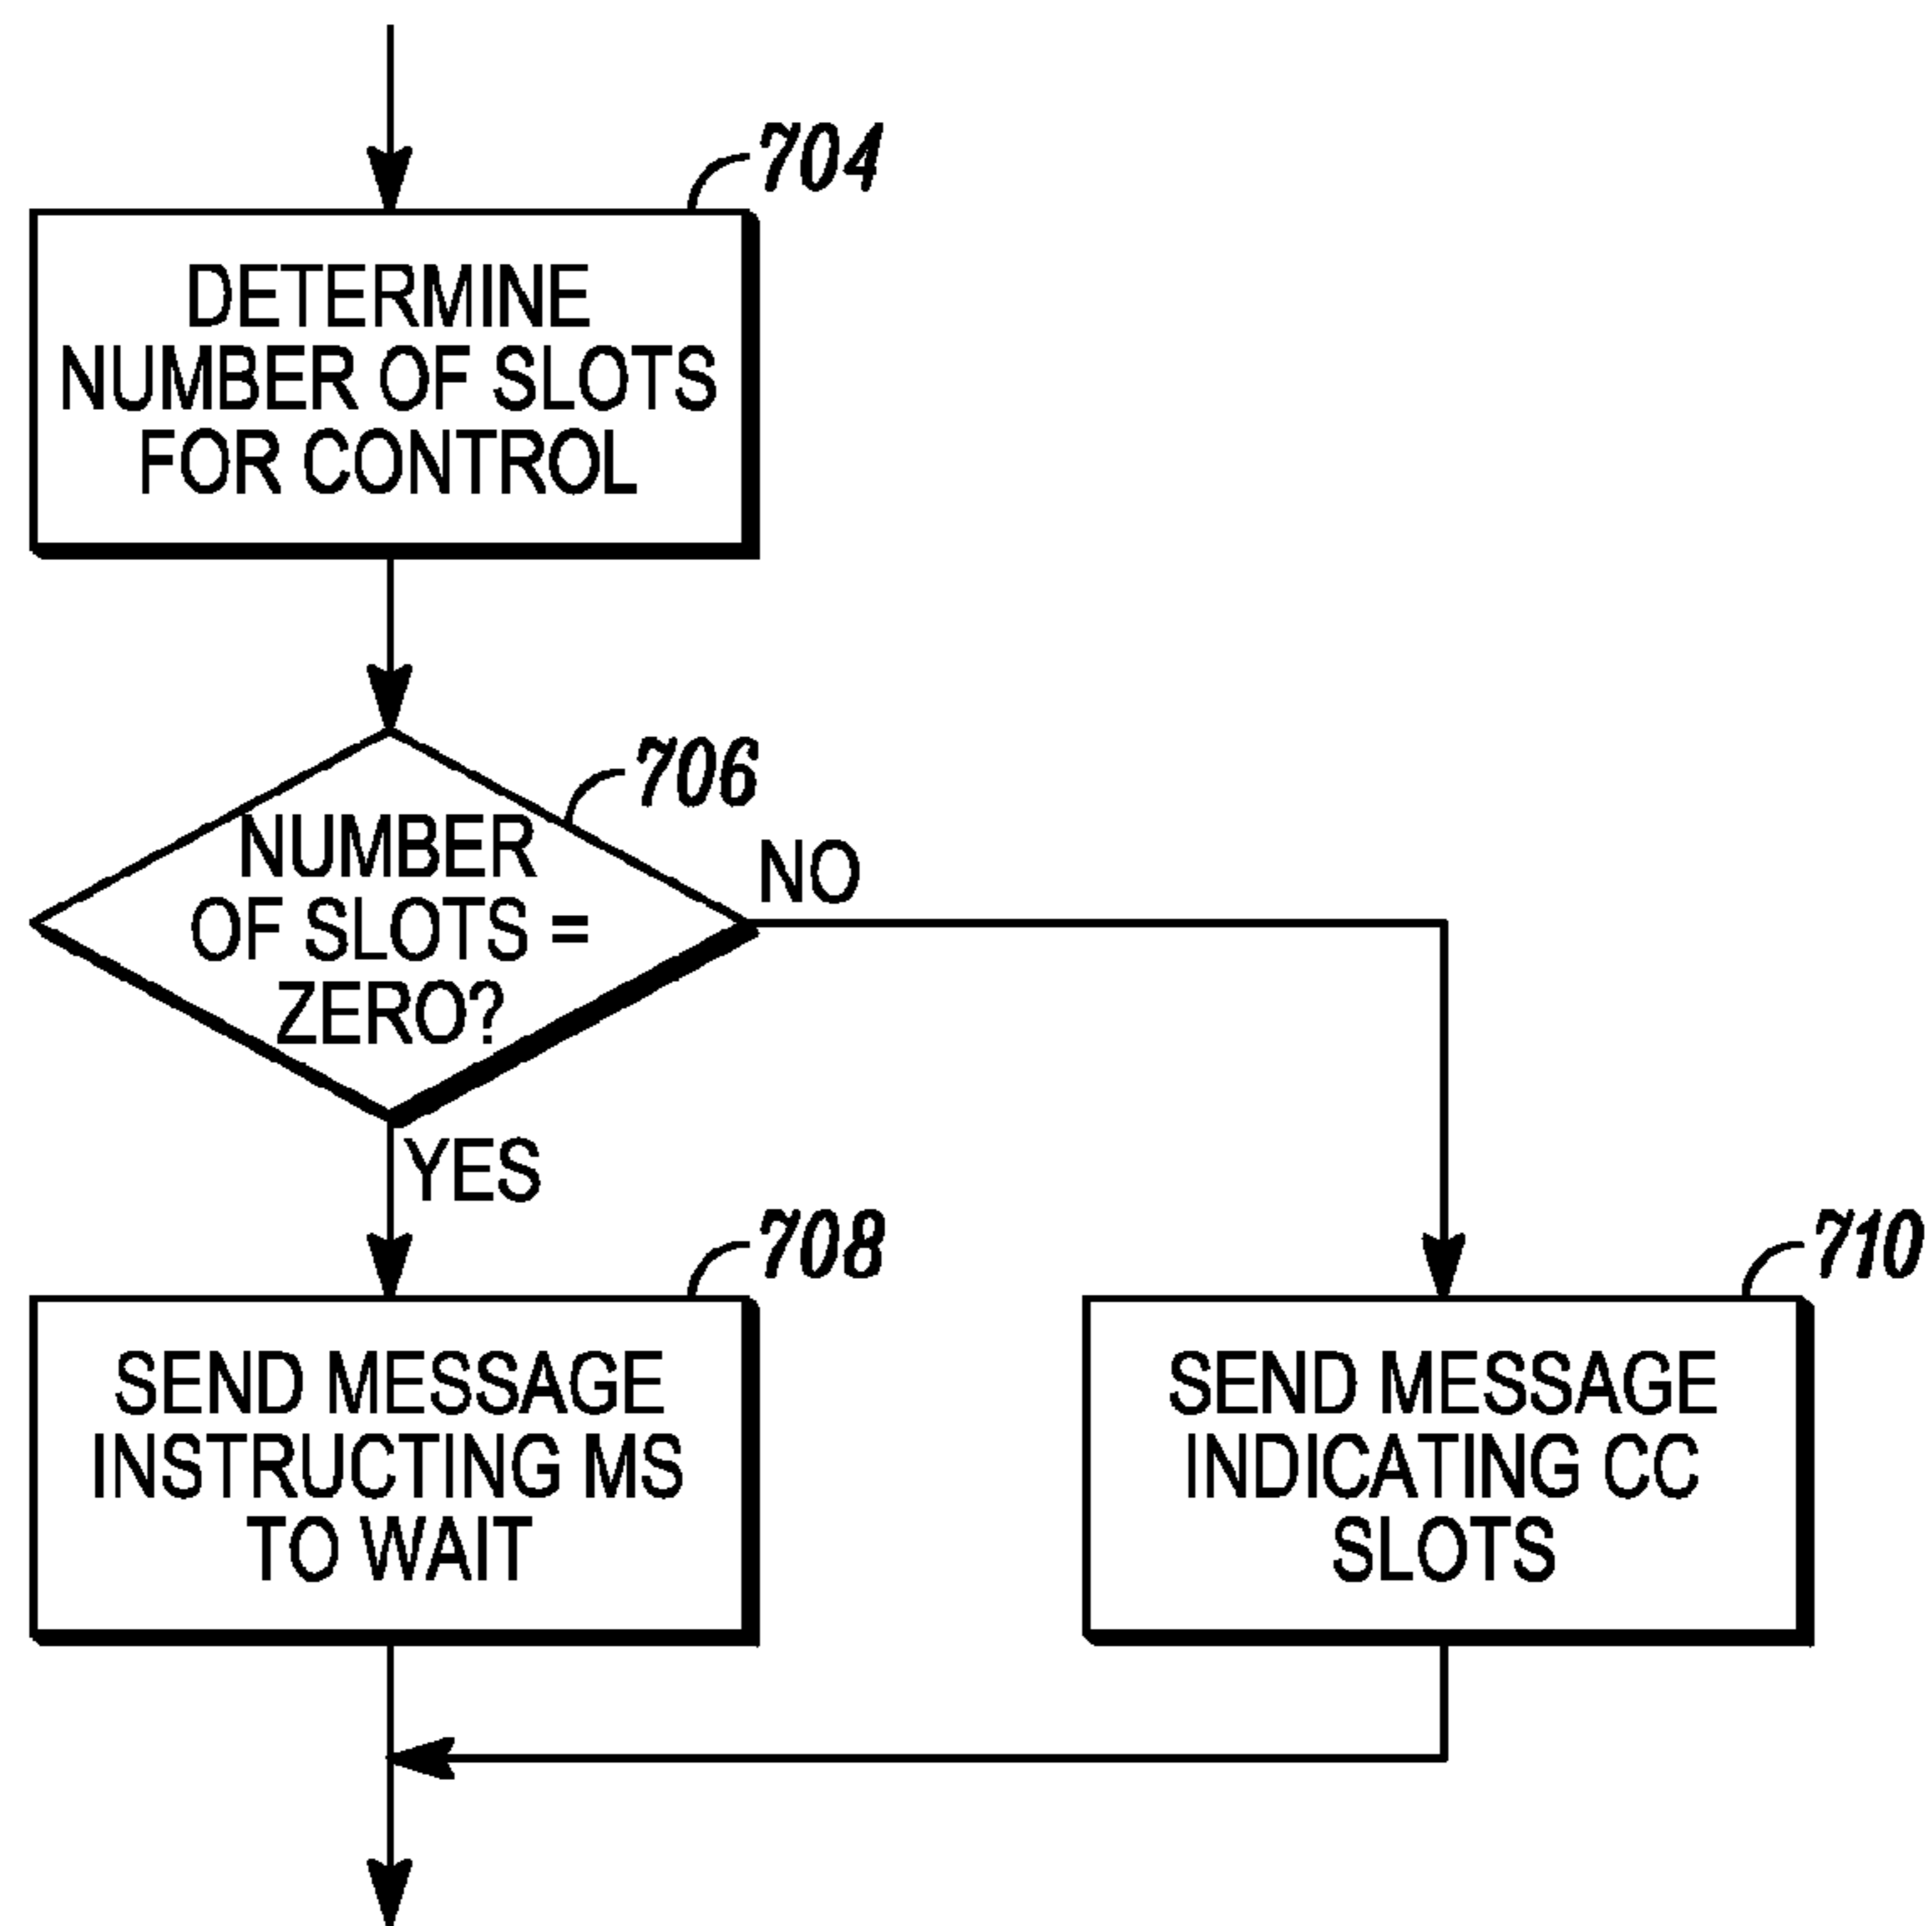 704
DETERMINE
NUMBER OF SLOTS
FOR CONTROL
706
NUMBER
OF SLOTS =
ZERO?
NO
YES
708
SEND MESSAGE
INSTRUCTING MS
TO WAIT
710
SEND MESSAGE
INDICATING CC
SLOTS